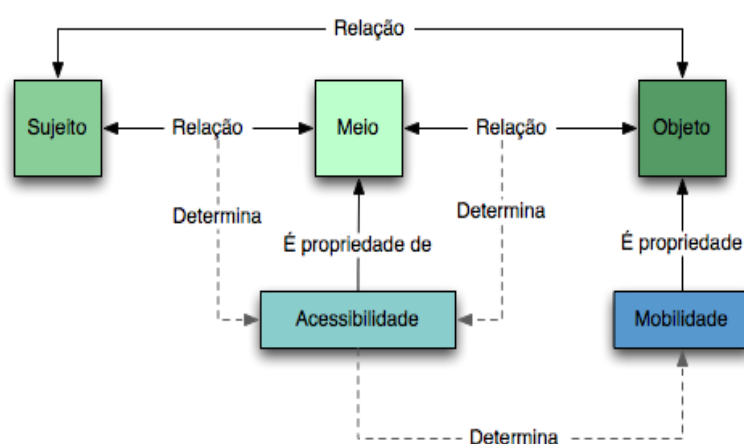 Relação
Sujeito
Relação
Meio
Relação
Objeto
Determina
Determina
É propriedade de
É propriedade
Acessibilidade
Mobilidade
Determina